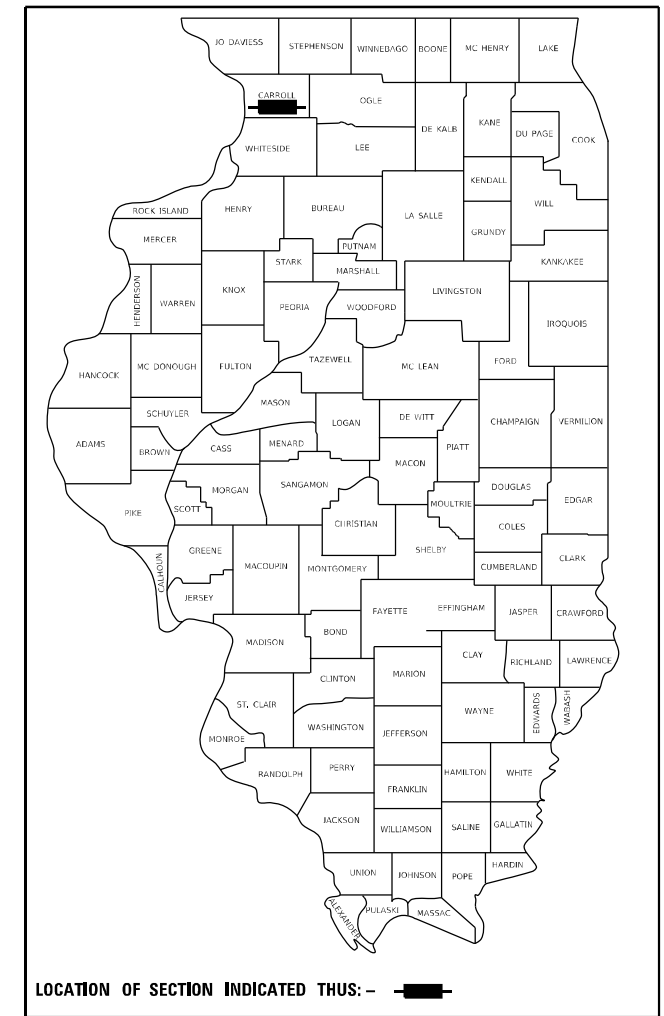 JO DAVIESS
STEPHENSON
WINNEBAGO
BOONE
MC HENRY
LAKE
CARROLL
OGLE
DE KALB
KANE
DU PAGE
COOK
WHITESIDE
LEE
KENDALL
WILL
ROCK ISLAND
HENRY
BUREAU
LA SALLE
GRUNDY
MERCER
PUTNAM
STARK
MARSHALL
KANKAKEE
HENDERSON
WARREN
KNOX
PEORIA
WOODFORD
LIVINGSTON
IROQUOIS
HANCOCK
MC DONOUGH
FULTON
TAZEWELL
MC LEAN
FORD
SCHUYLER
MASON
LOGAN
DE WITT
CHAMPAIGN
VERMILION
ADAMS
BROWN
CASS
MENARD
PIATT
MACON
PIKE
SCOTT
MORGAN
SANGAMON
MOULTRIE
DOUGLAS
EDGAR
CHRISTIAN
COLES
CALHOUN
GREENE
MACOUPIN
MONTGOMERY
SHELBY
CUMBERLAND
CLARK
JERSEY
FAYETTE
EFFINGHAM
JASPER
CRAWFORD
MADISON
BOND
CLAY
RICHLAND
LAWRENCE
CLINTON
MARION
ST. CLAIR
WAYNE
EDWARDS
WABASH
MONROE
WASHINGTON
JEFFERSON
RANDOLPH
PERRY
HAMILTON
WHITE
FRANKLIN
JACKSON
WILLIAMSON
SALINE
GALLATIN
UNION
JOHNSON
POPE
HARDIN
ALEXANDER
PULASKI
MASSAC
LOCATION OF SECTION INDICATED THUS: –